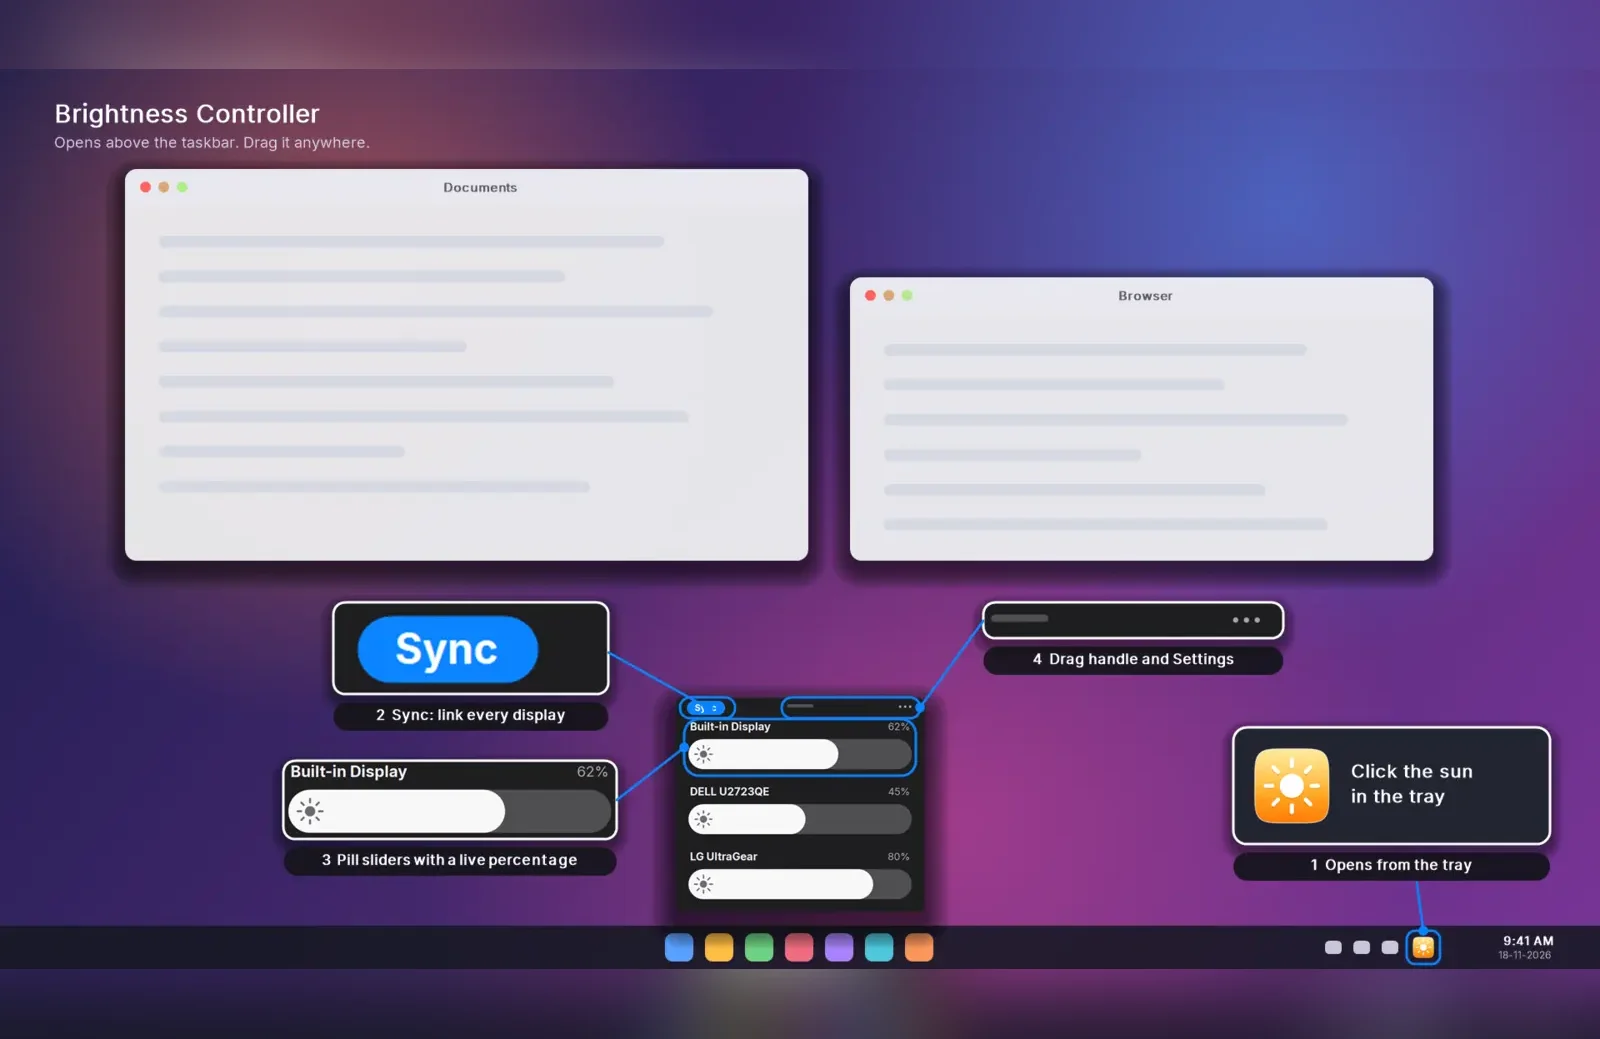 Brightness Controller
Opens above the taskbar. Drag it anywhere.
Documents
Browser
Sync
2 Sync: link every display
4 Drag handle and Settings
Built-in Display 62%
3 Pill sliders with a live percentage
Built-in Display 62%
DELL U2723QE 45%
LG UltraGear 80%
Click the sun
in the tray
1 Opens from the tray
9:41 AM
18-11-2026